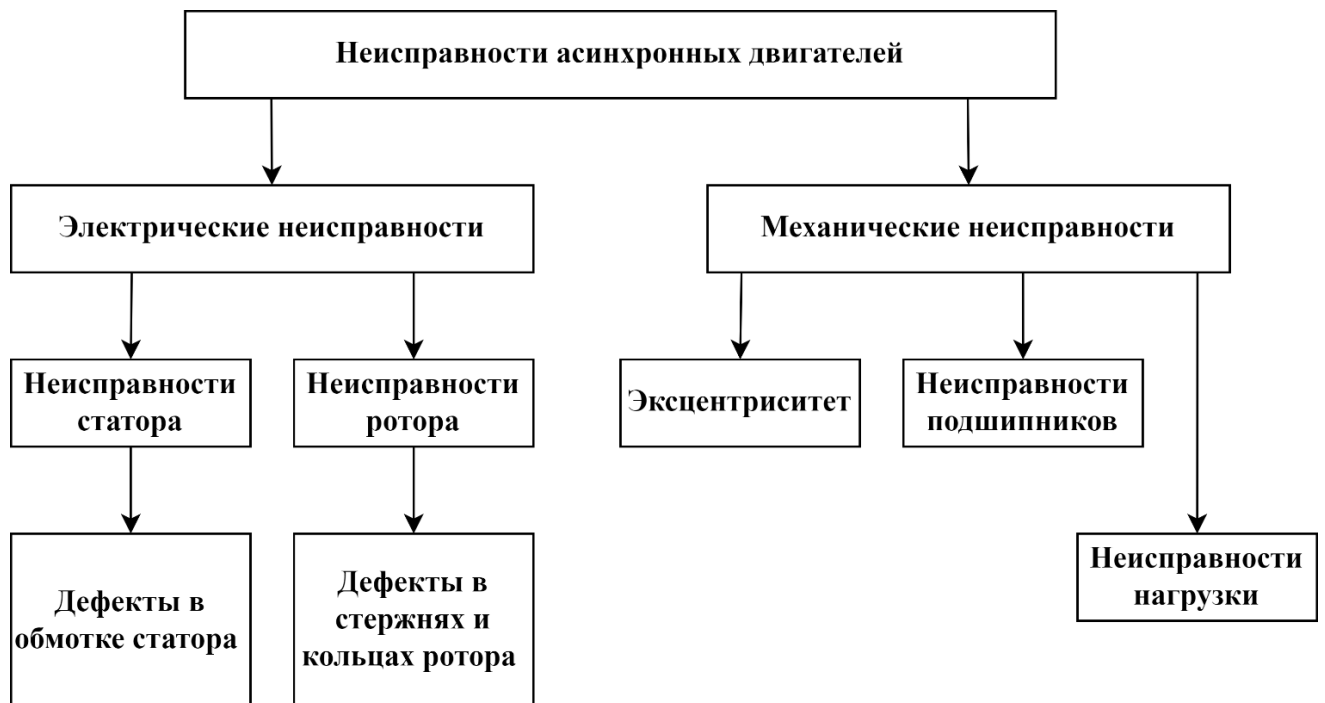 Неисправности асинхронных двигателей
Электрические неисправности
Механические неисправности
Неисправности
статора
Неисправности
ротора
Эксцентриситет
Неисправности
подшипников
Дефекты в
обмотке статора
Дефекты в
стержнях и
кольцах ротора
Неисправности
нагрузки